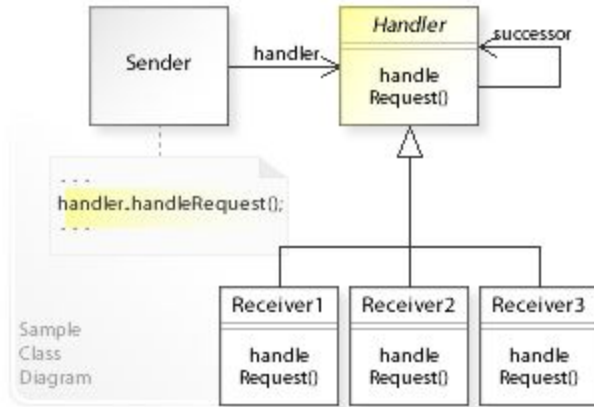 Handler
successor
Sender
handler
handle
Request()
. . .
handler.handleRequest();
. . .
Receiver1
Receiver2
Receiver3
handle
Request()
handle
Request()
handle
Request()
Sample
Class
Diagram